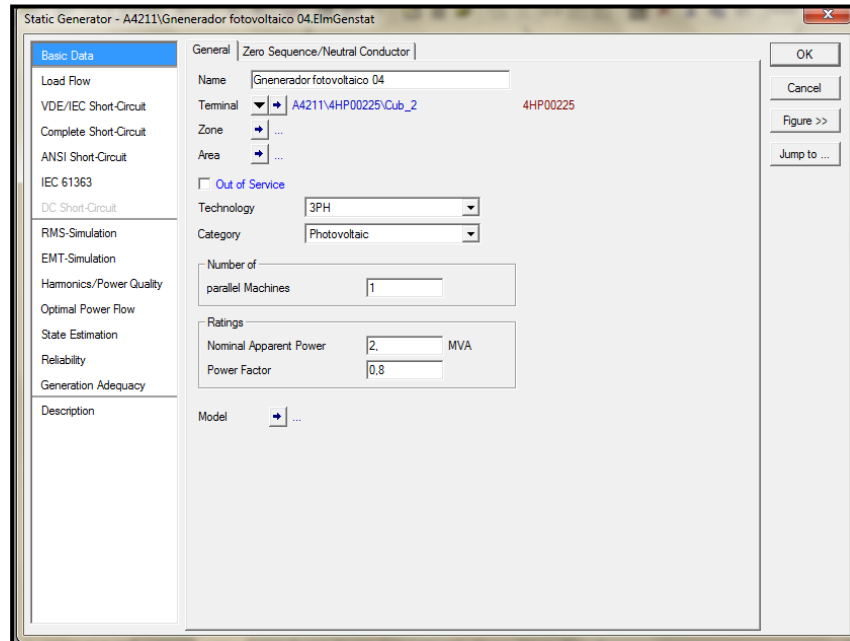 Static Generator - A4211\Gnenerador fotovoltaico 04.ElmGenstat
Basic Data
Load Flow
VDE/IEC Short-Circuit
Complete Short-Circuit
ANSI Short-Circuit
IEC 61363
DC Short-Circuit
RMS-Simulation
EMT-Simulation
Harmonics/Power Quality
Optimal Power Flow
State Estimation
Reliability
Generation Adequacy
Description
General Zero Sequence/Neutral Conductor
Name Gnenerador fotovoltaico 04
Terminal A4211\4HP00225\Cub_2 4HP00225
Zone ...
Area ...
Out of Service
Technology 3PH
Category Photovoltaic
Number of
parallel Machines 1
Ratings
Nominal Apparent Power 2, MVA
Power Factor 0,8
Model ...
OK
Cancel
Figure >>
Jump to ...